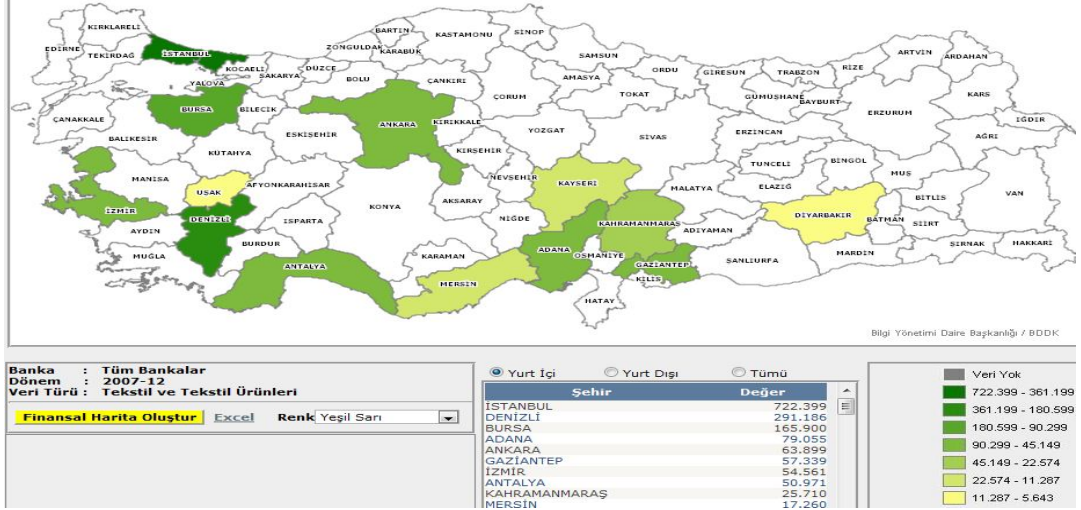 KIRKLARELİ
EDİRNE
TEKİRDAĞ
İSTANBUL
KOCAELİ
YALOVA
SAKARYA
DÜZCE
ZONGULDAK
BARTIN
KARABÜK
KASTAMONU
SİNOP
BOLU
ÇANKIRI
SAMSUN
ORDU
GİRESUN
TRABZON
RİZE
ARTVİN
ARDAHAN
AMASYA
TOKAT
ÇORUM
GÜMÜŞHANE
BAYBURT
KARS
ERZURUM
IĞDIR
AĞRI
ÇANAKKALE
BURSA
BİLECİK
ANKARA
KIRIKKALE
YOZGAT
SİVAS
ERZİNCAN
BALIKESİR
ESKİŞEHİR
KÜTAHYA
KIRŞEHİR
TUNCELİ
BİNGÖL
MUŞ
MANİSA
UŞAK
AFYONKARAHİSAR
NEVŞEHİR
KAYSERİ
MALATYA
ELAZIĞ
BİTLİS
VAN
İZMİR
DENİZLİ
KONYA
AKSARAY
NİĞDE
KAHRAMANMARAŞ
ADIYAMAN
DİYARBAKIR
BATMAN
SİİRT
AYDIN
ISPARTA
BURDUR
MUĞLA
ANTALYA
KARAMAN
ADANA
OSMANİYE
GAZİANTEP
ŞANLIURFA
MARDİN
ŞIRNAK
HAKKARİ
MERSİN
KİLİS
HATAY
Bilgi Yönetimi Daire Başkanlığı / BDDK
Banka : Tüm Bankalar
Dönem : 2007-12
Veri Türü : Tekstil ve Tekstil Ürünleri
Finansal Harita Oluştur Excel Renk Yeşil Sarı
Yurt İçi Yurt Dışı Tümü
Şehir Değer
İSTANBUL 722.399
DENİZLİ 291.186
BURSA 165.900
ADANA 79.055
ANKARA 63.899
GAZİANTEP 57.339
İZMİR 54.561
ANTALYA 50.971
KAHRAMANMARAŞ 25.710
MERSİN 17.260
Veri Yok
722.399 - 361.199
361.199 - 180.599
180.599 - 90.299
90.299 - 45.149
45.149 - 22.574
22.574 - 11.287
11.287 - 5.643